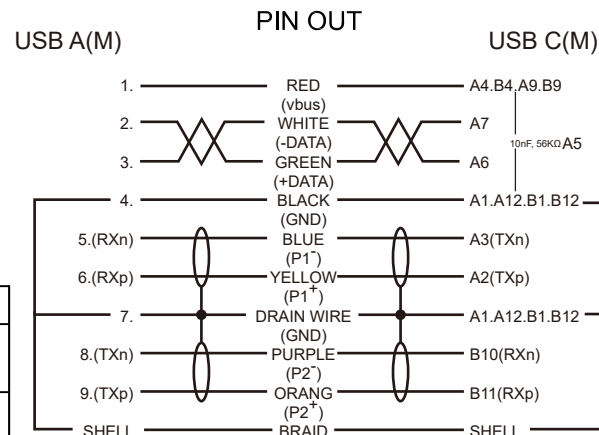 PIN OUT
USB A(M) USB C(M)
1. RED A4.B4.A9.B9
(vbus)
2. WHITE A7
(-DATA)
10nF, 56KΩ A5
3. GREEN A6
(+DATA)
4. BLACK A1.A12.B1.B12
(GND)
5.(RXn) BLUE A3(TXn)
(P1-)
6.(RXp) YELLOW A2(TXp)
(P1+)
7. DRAIN WIRE A1.A12.B1.B12
(GND)
8.(TXn) PURPLE B10(RXn)
(P2-)
9.(TXp) ORANG B11(RXp)
(P2+)
SHELL BRAID SHELL